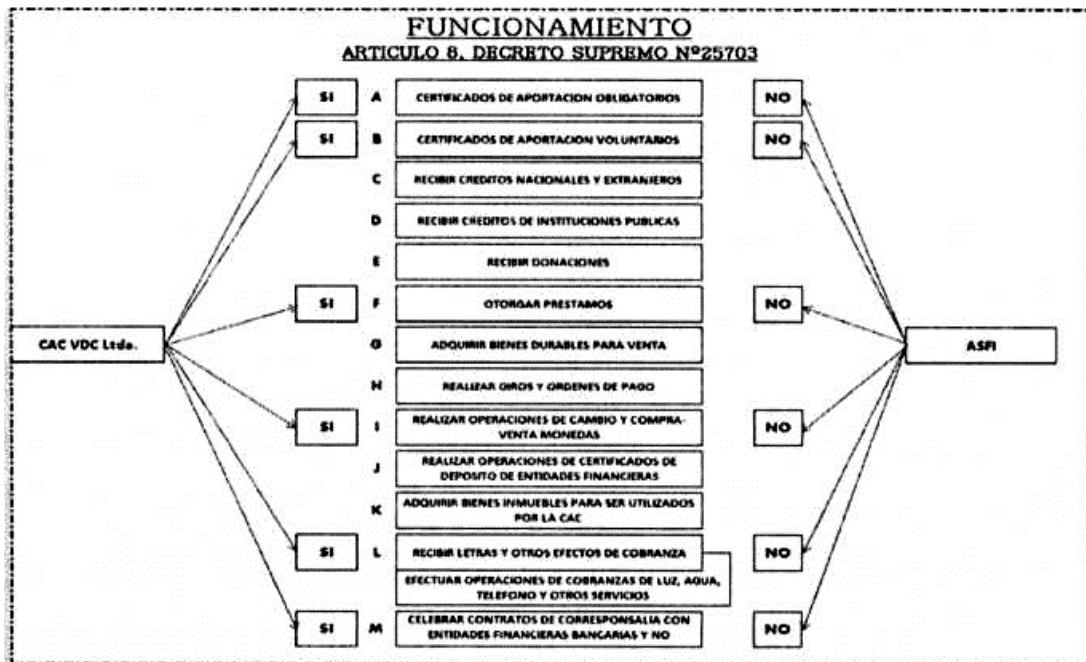 FUNCIONAMIENTO
ARTICULO 8, DECRETO SUPREMO Nº25703
SI A CERTIFICADOS DE APORTACION OBLIGATORIOS NO
SI B CERTIFICADOS DE APORTACION VOLUNTARIOS NO
C RECIBIR CREDITOS NACIONALES Y EXTRANJEROS
D RECIBIR CREDITOS DE INSTITUCIONES PUBLICAS
E RECIBIR DONACIONES
SI F OTORGAR PRESTAMOS NO
CAC VDC Ltda. G ADQUIRIR BIENES DURABLES PARA VENTA ASFI
H REALIZAR GIROS Y ORDENES DE PAGO
SI I REALIZAR OPERACIONES DE CAMBIO Y COMPRA- NO
VENTA MONEDAS
J REALIZAR OPERACIONES DE CERTIFICADOS DE
DEPOSITO DE ENTIDADES FINANCIERAS
K ADQUIRIR BIENES INMUEBLES PARA SER UTILIZADOS
POR LA CAC
SI L RECIBIR LETRAS Y OTROS EFECTOS DE COBRANZA NO
EFECTUAR OPERACIONES DE COBRANZAS DE LUZ, AGUA,
TELEFONO Y OTROS SERVICIOS
SI M CELEBRAR CONTRATOS DE CORRESPONSALIA CON NO
ENTIDADES FINANCIERAS BANCARIAS Y NO